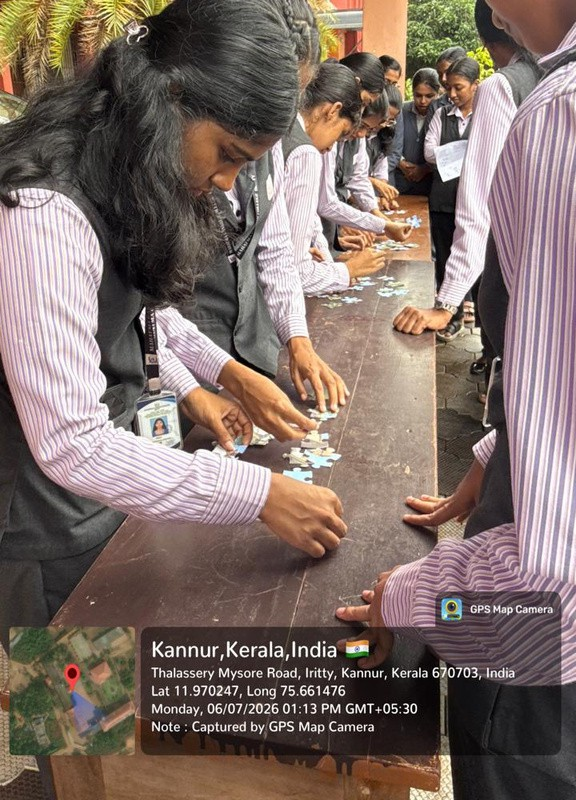 GPS Map Camera
Kannur,Kerala,India 🇮🇳
Thalassery Mysore Road, Iritty, Kannur, Kerala 670703, India
Lat 11.970247, Long 75.661476
Monday, 06/07/2026 01:13 PM GMT+05:30
Note : Captured by GPS Map Camera